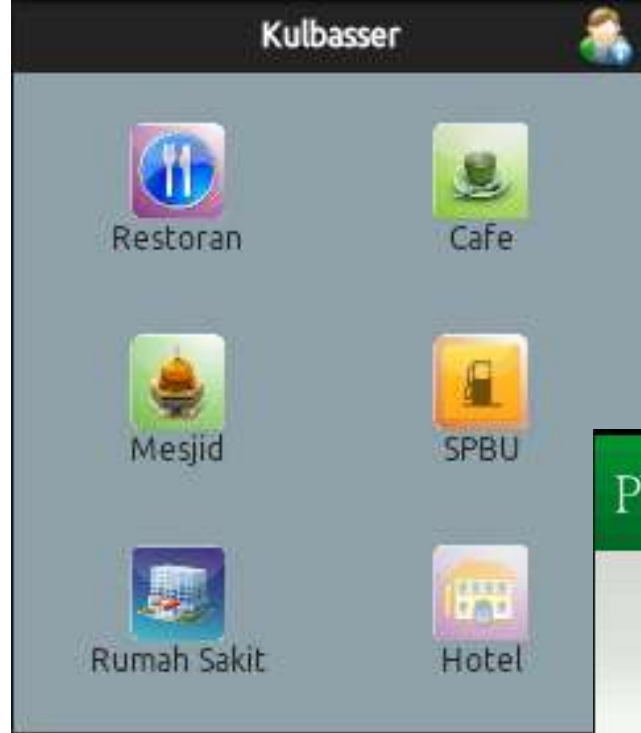 Kulbasser
Restoran
Cafe
Mesjid
SPBU
P
Rumah Sakit
Hotel